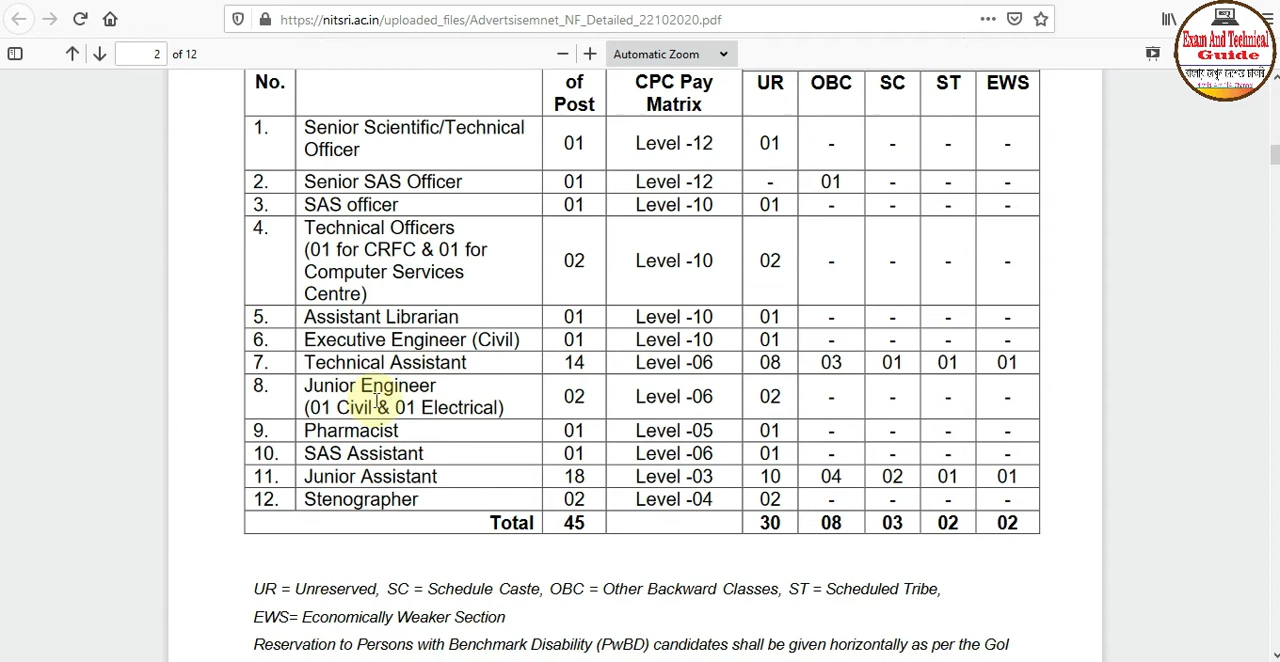 https://nitsri.ac.in/uploaded_files/Advertsisemnet_NF_Detailed_22102020.pdf
Exam And Technical
Guide
2 of 12
Automatic Zoom
No. of Post CPC Pay Matrix UR OBC SC ST EWS
1. Senior Scientific/Technical Officer 01 Level -12 01 - - - -
2. Senior SAS Officer 01 Level -12 - 01 - - -
3. SAS officer 01 Level -10 01 - - - -
4. Technical Officers (01 for CRFC & 01 for Computer Services Centre) 02 Level -10 02 - - - -
5. Assistant Librarian 01 Level -10 01 - - - -
6. Executive Engineer (Civil) 01 Level -10 01 - - - -
7. Technical Assistant 14 Level -06 08 03 01 01 01
8. Junior Engineer (01 Civil & 01 Electrical) 02 Level -06 02 - - - -
9. Pharmacist 01 Level -05 01 - - - -
10. SAS Assistant 01 Level -06 01 - - - -
11. Junior Assistant 18 Level -03 10 04 02 01 01
12. Stenographer 02 Level -04 02 - - - -
Total 45 30 08 03 02 02
UR = Unreserved, SC = Schedule Caste, OBC = Other Backward Classes, ST = Scheduled Tribe,
EWS= Economically Weaker Section
Reservation to Persons with Benchmark Disability (PwBD) candidates shall be given horizontally as per the GoI